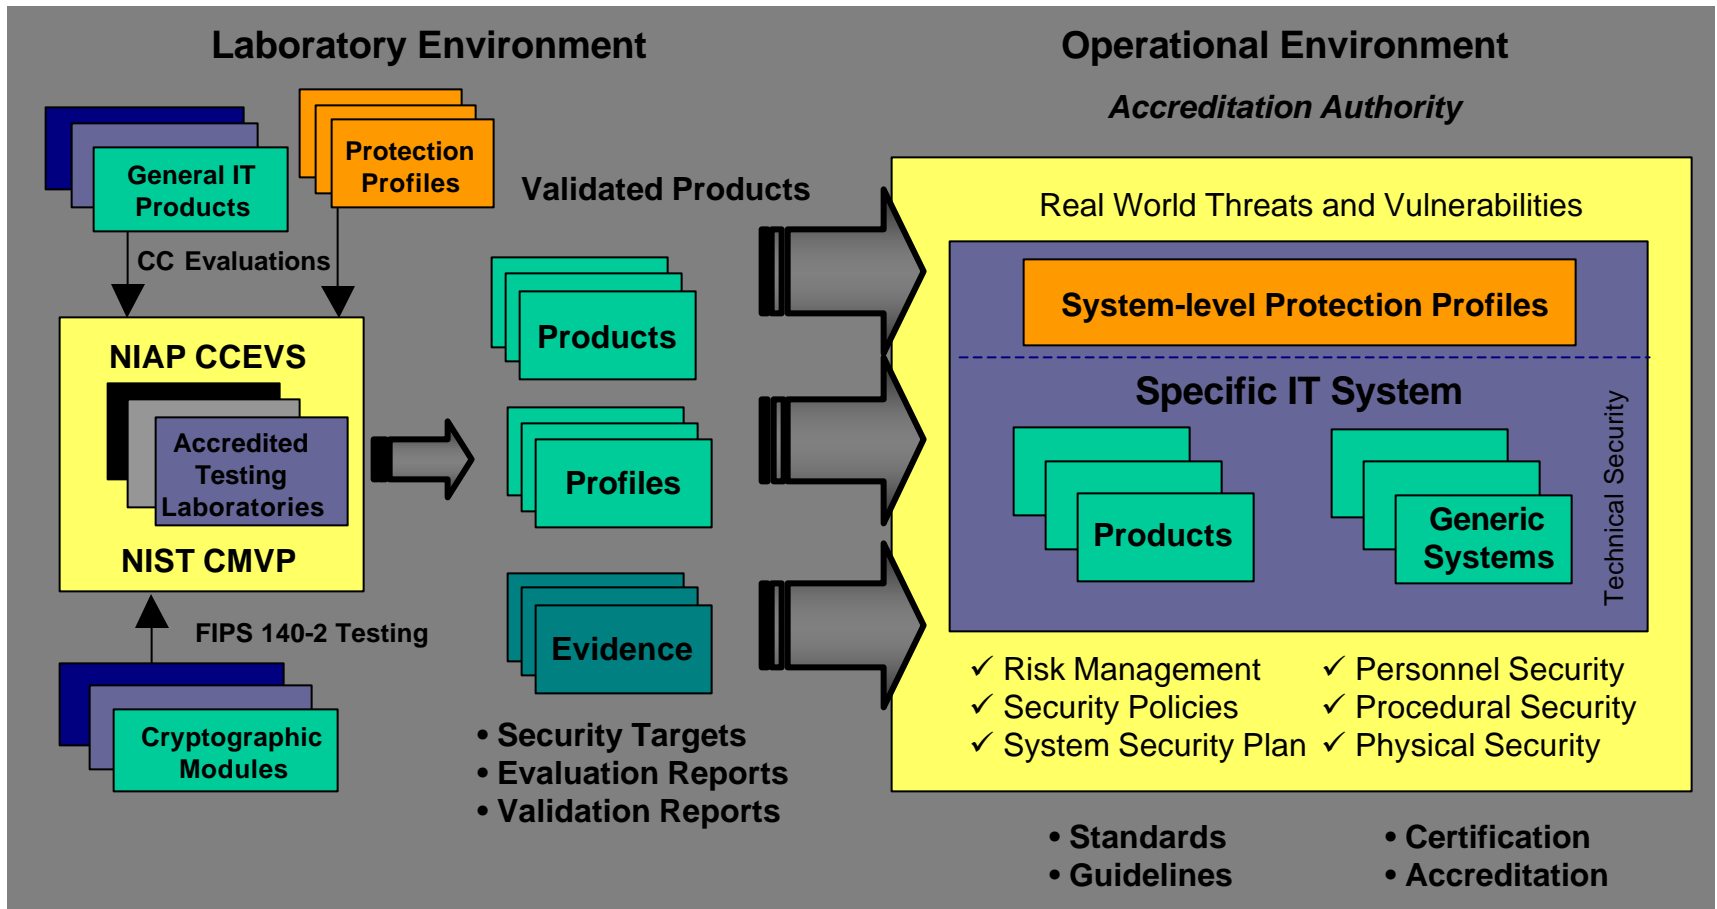 Laboratory Environment
Operational Environment
Accreditation Authority
General IT
Products
Protection
Profiles
CC Evaluations
NIAP CCEVS
Accredited
Testing
Laboratories
NIST CMVP
FIPS 140-2 Testing
Cryptographic
Modules
Validated Products
Products
Profiles
Evidence
• Security Targets
• Evaluation Reports
• Validation Reports
Real World Threats and Vulnerabilities
System-level Protection Profiles
Specific IT System
Products
Generic
Systems
Technical Security
✓ Risk Management
✓ Security Policies
✓ System Security Plan
✓ Personnel Security
✓ Procedural Security
✓ Physical Security
• Standards
• Guidelines
• Certification
• Accreditation